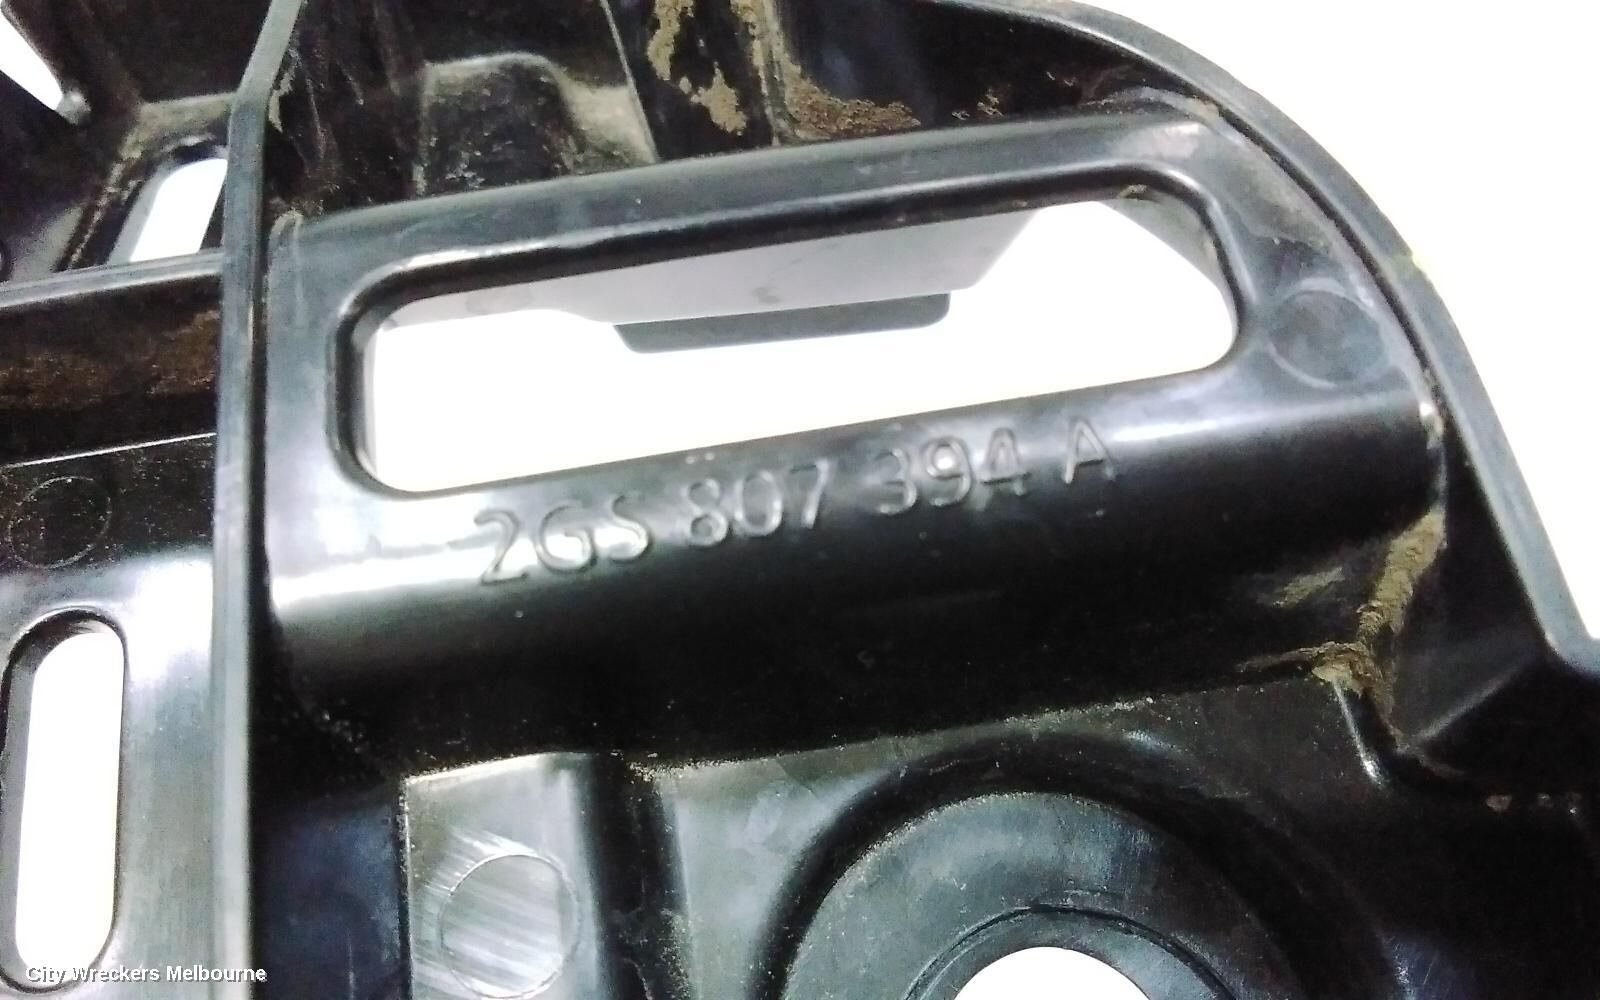 2GS 807 394 A
City Wreckers Melbourne